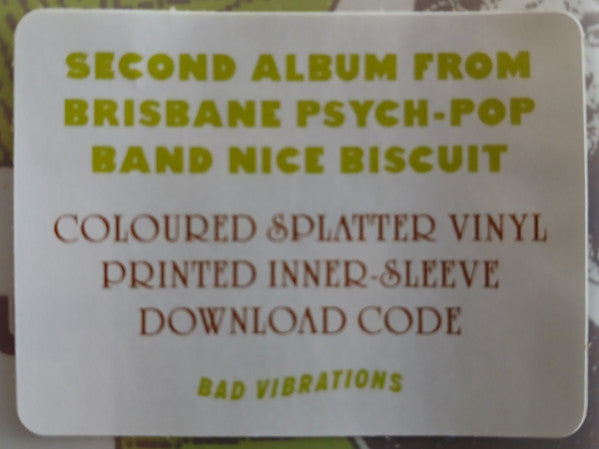 SECOND ALBUM FROM
BRISBANE PSYCH-POP
BAND NICE BISCUIT
COLOURED SPLATTER VINYL
PRINTED INNER-SLEEVE
DOWNLOAD CODE
BAD VIBRATIONS